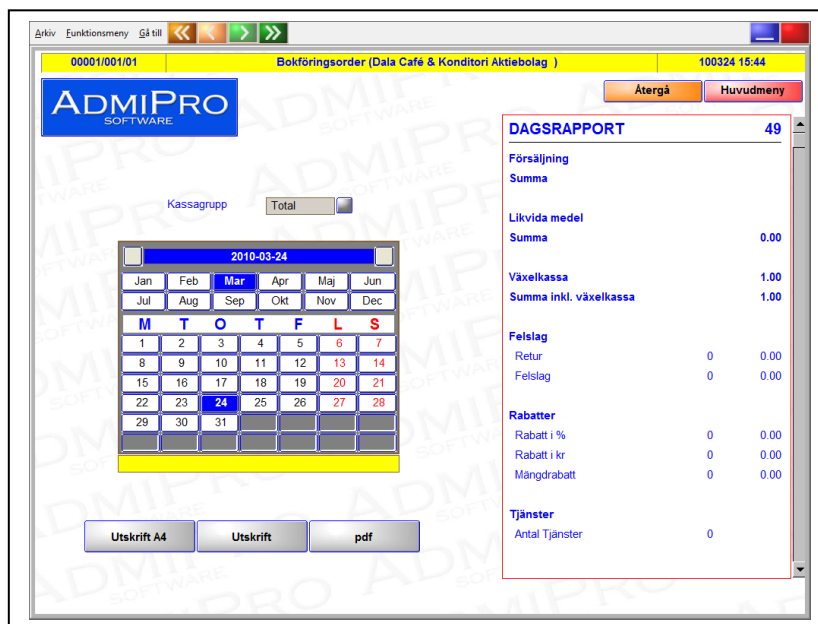 Arkiv Funktionsmeny Gå till
00001/001/01 Bokföringsorder (Dala Café & Konditori Aktiebolag ) 100324 15:44
Återgå Huvudmeny
ADMIPRO
SOFTWARE
Kassagrupp Total
2010-03-24
Jan Feb Mar Apr Maj Jun
Jul Aug Sep Okt Nov Dec
M T O T F L S
1 2 3 4 5 6 7
8 9 10 11 12 13 14
15 16 17 18 19 20 21
22 23 24 25 26 27 28
29 30 31
Utskrift A4 Utskrift pdf
DAGSRAPPORT 49
Försäljning
Summa
Likvida medel
Summa 0.00
Växelkassa 1.00
Summa inkl. växelkassa 1.00
Felslag
Retur 0 0.00
Felslag 0 0.00
Rabatter
Rabatt i % 0 0.00
Rabatt i kr 0 0.00
Mängdrabatt 0 0.00
Tjänster
Antal Tjänster 0